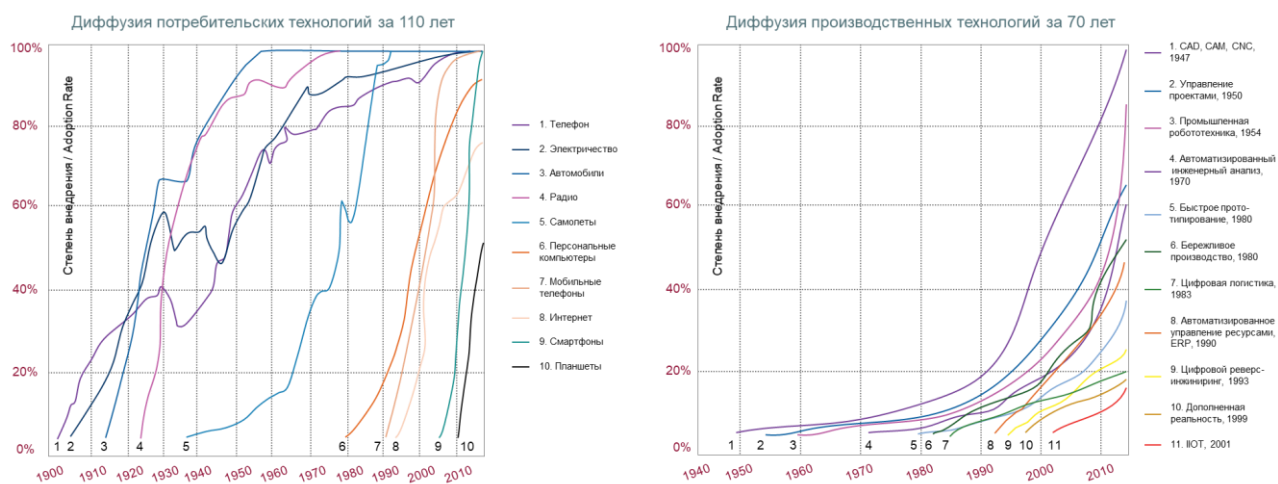 Диффузия потребительских технологий за 110 лет
100%
80%
60%
40%
20%
0%
Степень внедрения / Adoption Rate
1 2 3 4 5 6 7 8 9 10
1900 1910 1920 1930 1940 1950 1960 1970 1980 1990 2000 2010
1. Телефон
2. Электричество
3. Автомобили
4. Радио
5. Самолеты
6. Персональные
компьютеры
7. Мобильные
телефоны
8. Интернет
9. Смартфоны
10. Планшеты
Диффузия производственных технологий за 70 лет
100%
80%
60%
40%
20%
0%
Степень внедрения / Adoption Rate
1 2 3 4 5 6 7 8 9 10 11
1940 1950 1960 1970 1980 1990 2000 2010
1. CAD, CAM, CNC,
1947
2. Управление
проектами, 1950
3. Промышленная
робототехника, 1954
4. Автоматизированный
инженерный анализ,
1970
5. Быстрое прото-
типирование, 1980
6. Бережливое
производство, 1980
7. Цифровая логистика,
1983
8. Автоматизированное
управление ресурсами,
ERP, 1990
9. Цифровой реверс-
инжиниринг, 1993
10. Дополненная
реальность, 1999
11. IIOT, 2001